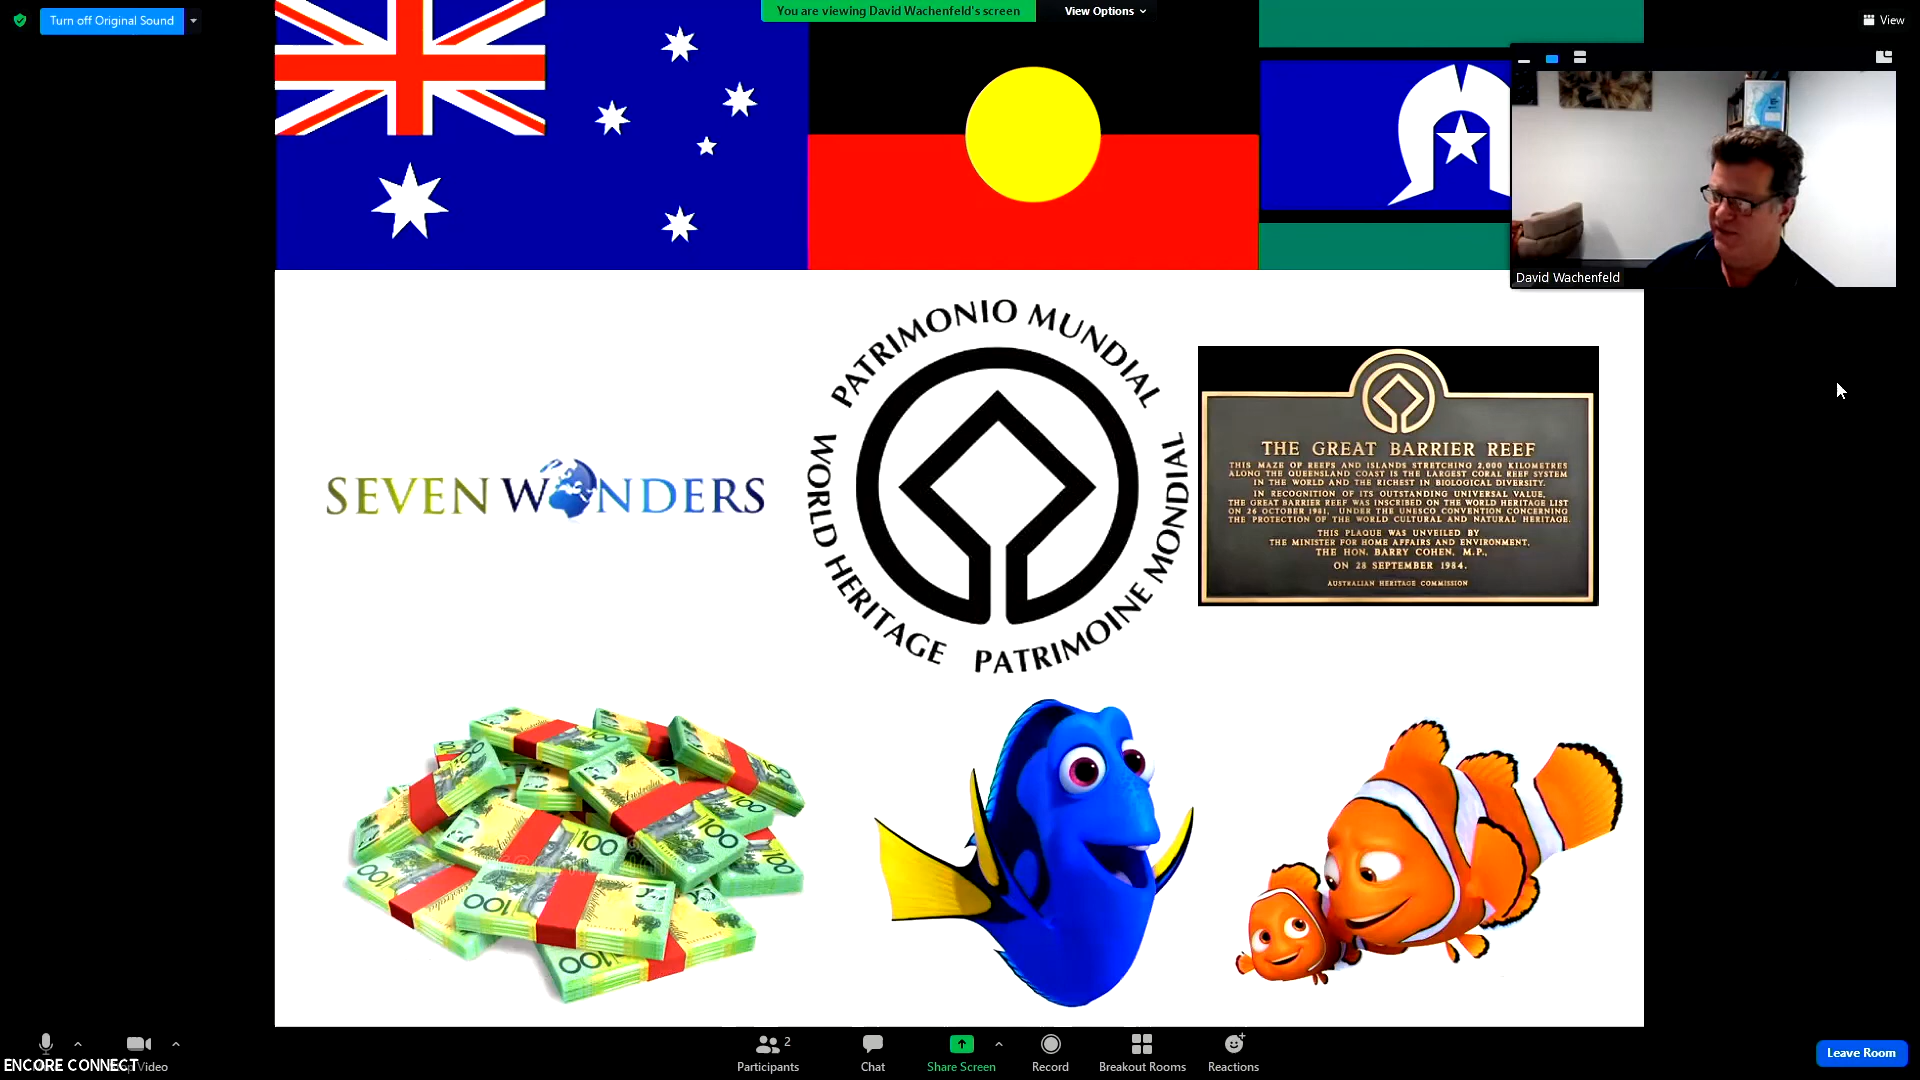 Turn off Original Sound
You are viewing David Wachenfeld's screen
View Options
View
David Wachenfeld
PATRIMONIO MUNDIAL
WORLD HERITAGE
PATRIMOINE MONDIAL
SEVEN WONDERS
THE GREAT BARRIER REEF
THIS MAZE OF REEFS AND ISLANDS STRETCHING 2,000 KILOMETRES
ALONG THE QUEENSLAND COAST IS THE LARGEST CORAL REEF SYSTEM
IN THE WORLD AND THE RICHEST IN BIOLOGICAL DIVERSITY.
IN RECOGNITION OF ITS OUTSTANDING UNIVERSAL VALUE,
THE GREAT BARRIER REEF WAS INSCRIBED ON THE WORLD HERITAGE LIST
ON 26 OCTOBER 1981, UNDER THE UNESCO CONVENTION CONCERNING
THE PROTECTION OF THE WORLD CULTURAL AND NATURAL HERITAGE.
THIS PLAQUE WAS UNVEILED BY
THE MINISTER FOR HOME AFFAIRS AND ENVIRONMENT,
THE HON. BARRY COHEN, M.P.,
ON 28 SEPTEMBER 1984.
AUSTRALIAN HERITAGE COMMISSION
100
100
100
100
100
100
100
ENCORE CONNECT
Video
Participants
2
Chat
Share Screen
Record
Breakout Rooms
Reactions
Leave Room